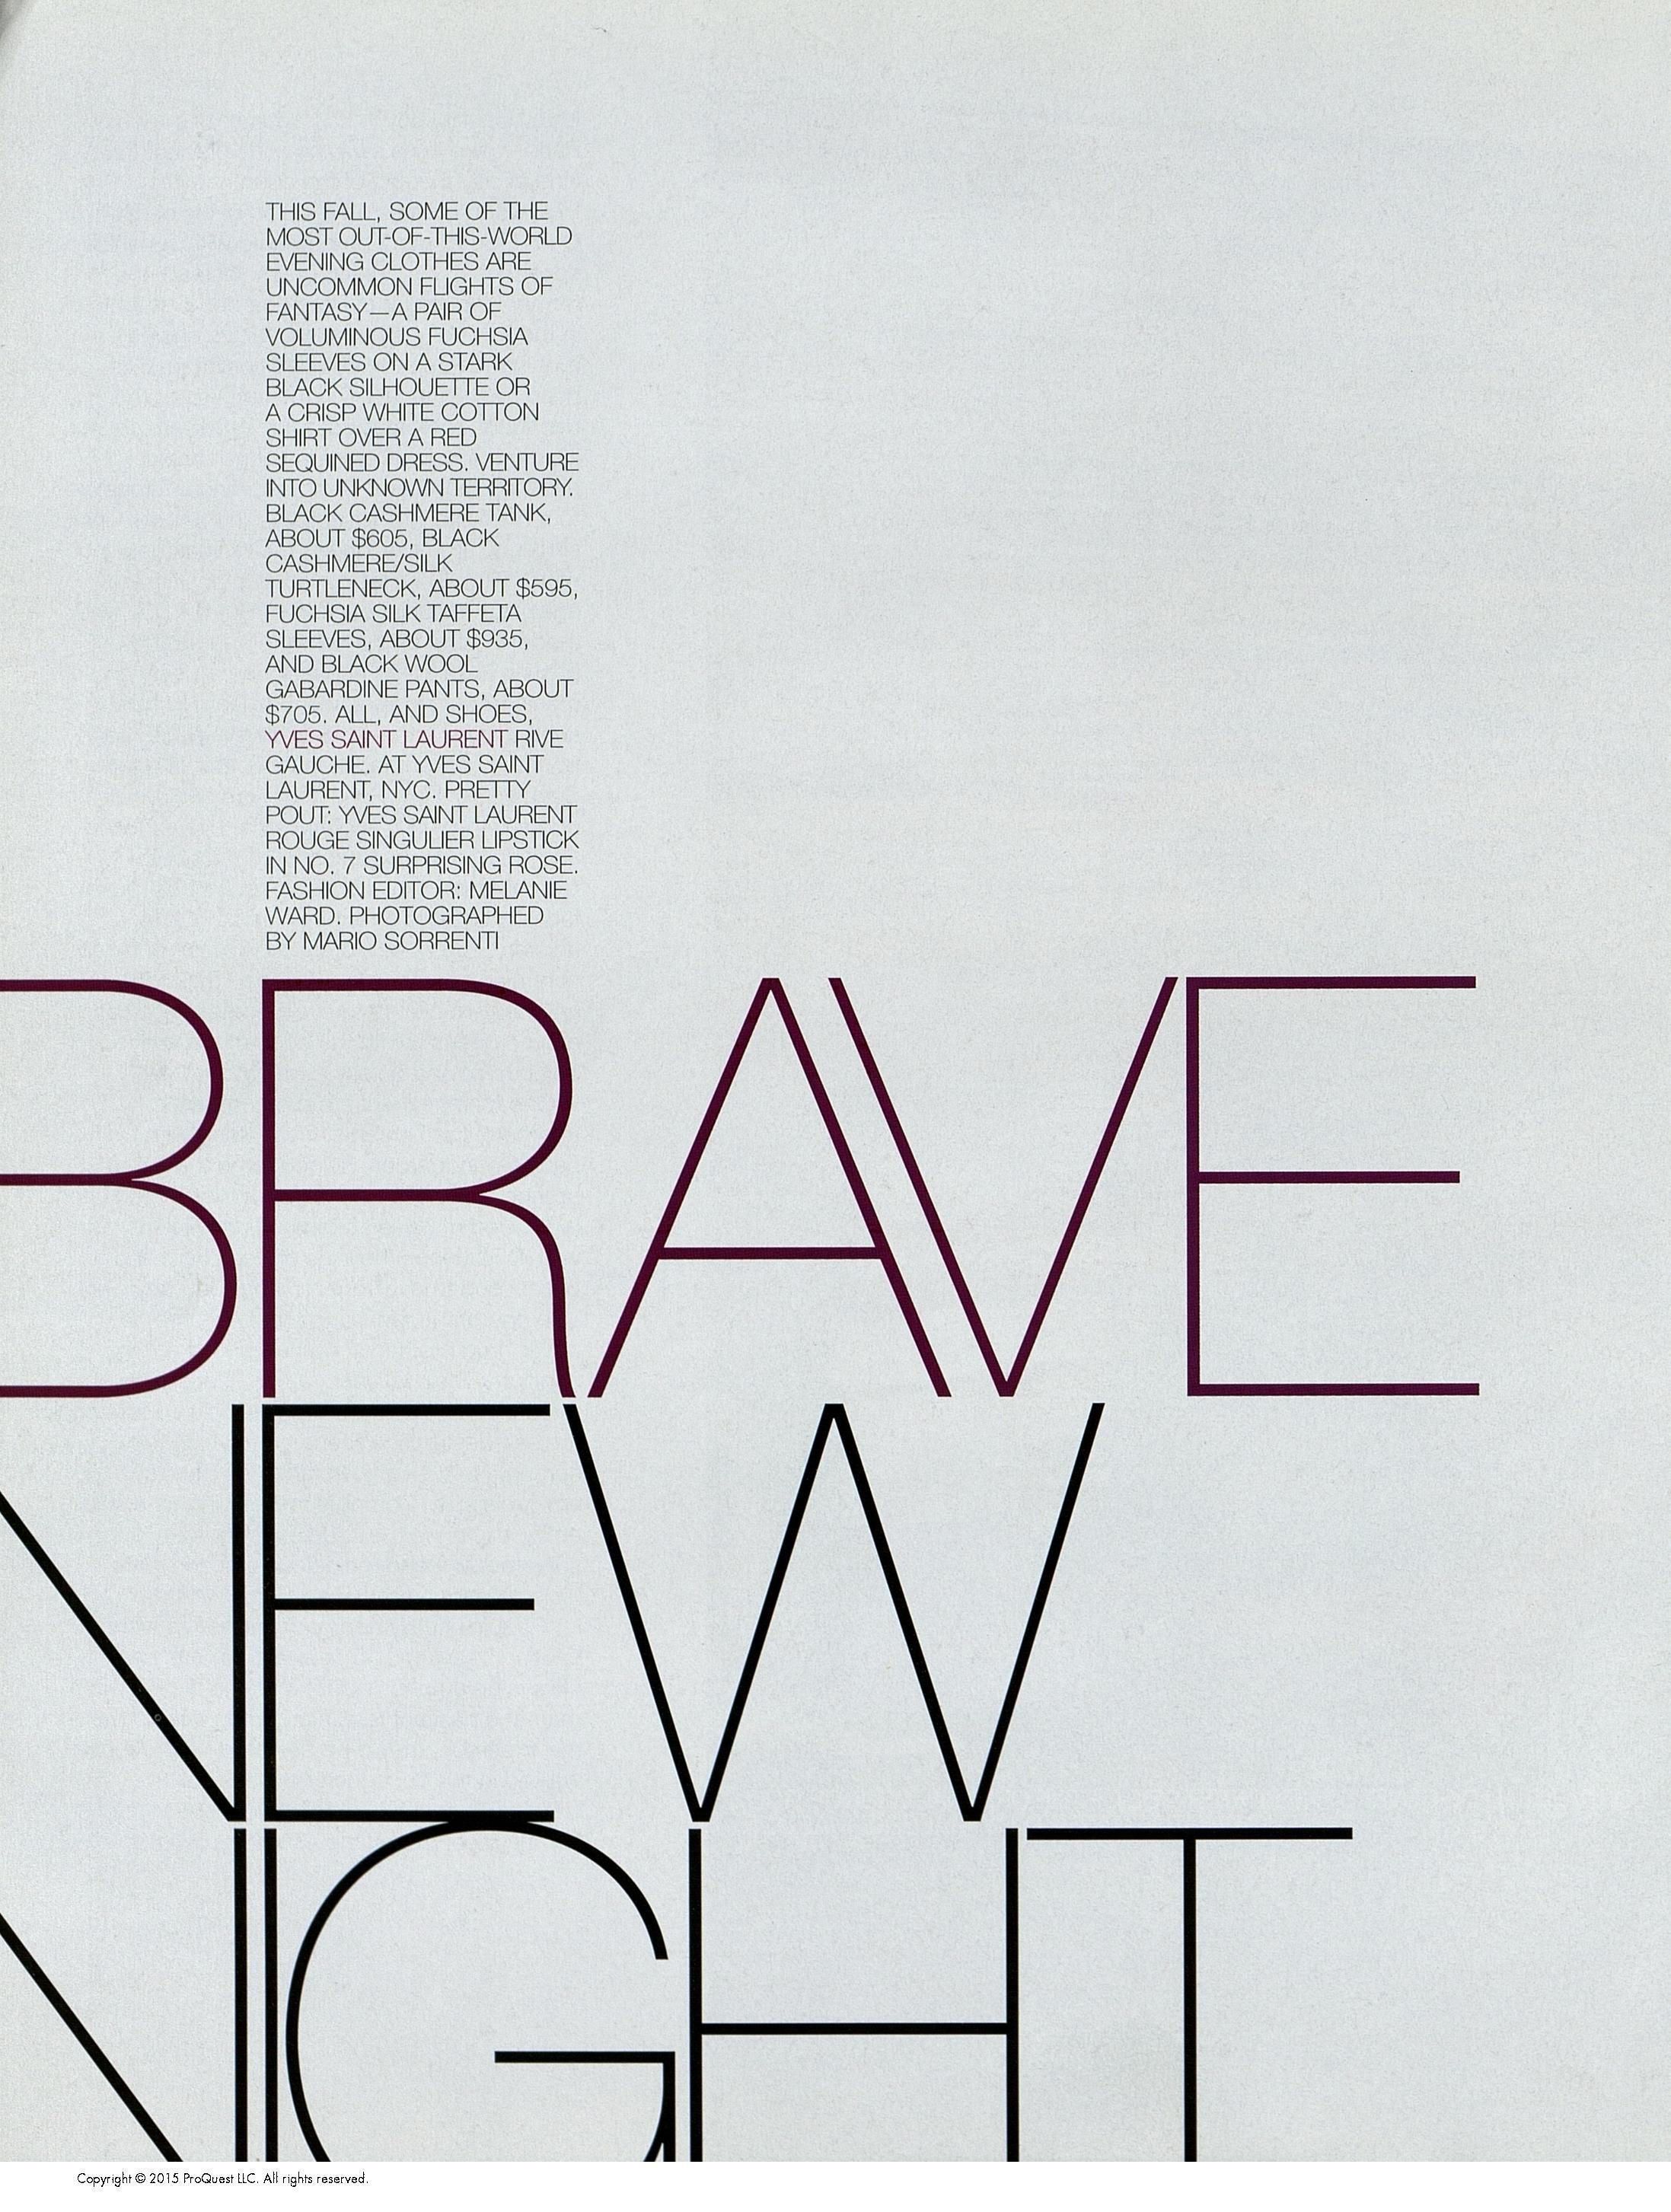 THIS FALL, SOME OF THE
MOST OUT-OF-THIS-WORLD
EVENING CLOTHES ARE
UNCOMMON FLIGHTS OF
FANTASY—A PAIR OF
VOLUMINOUS FUCHSIA
SLEEVES ON A STARK
BLACK SILHOUETTE OR
A CRISP WHITE COTTON
SHIRT OVER A RED
SEQUINED DRESS. VENTURE
INTO UNKNOWN TERRITORY.
BLACK CASHMERE TANK,
ABOUT $605, BLACK
CASHMERE/SILK
TURTLENECK, ABOUT $595,
FUCHSIA SILK TAFFETA
SLEEVES, ABOUT $935,
AND BLACK WOOL
GABARDINE PANTS, ABOUT
$705. ALL, AND SHOES,
YVES SAINT LAURENT RIVE
GAUCHE. AT YVES SAINT
LAURENT, NYC. PRETTY
POUT: YVES SAINT LAURENT
ROUGE SINGULIER LIPSTICK
IN NO. 7 SURPRISING ROSE.
FASHION EDITOR: MELANIE
WARD. PHOTOGRAPHED
BY MARIO SORRENTI
BRAVE
NEW
NIGHT
Copyright © 2015 ProQuest LLC. All rights reserved.